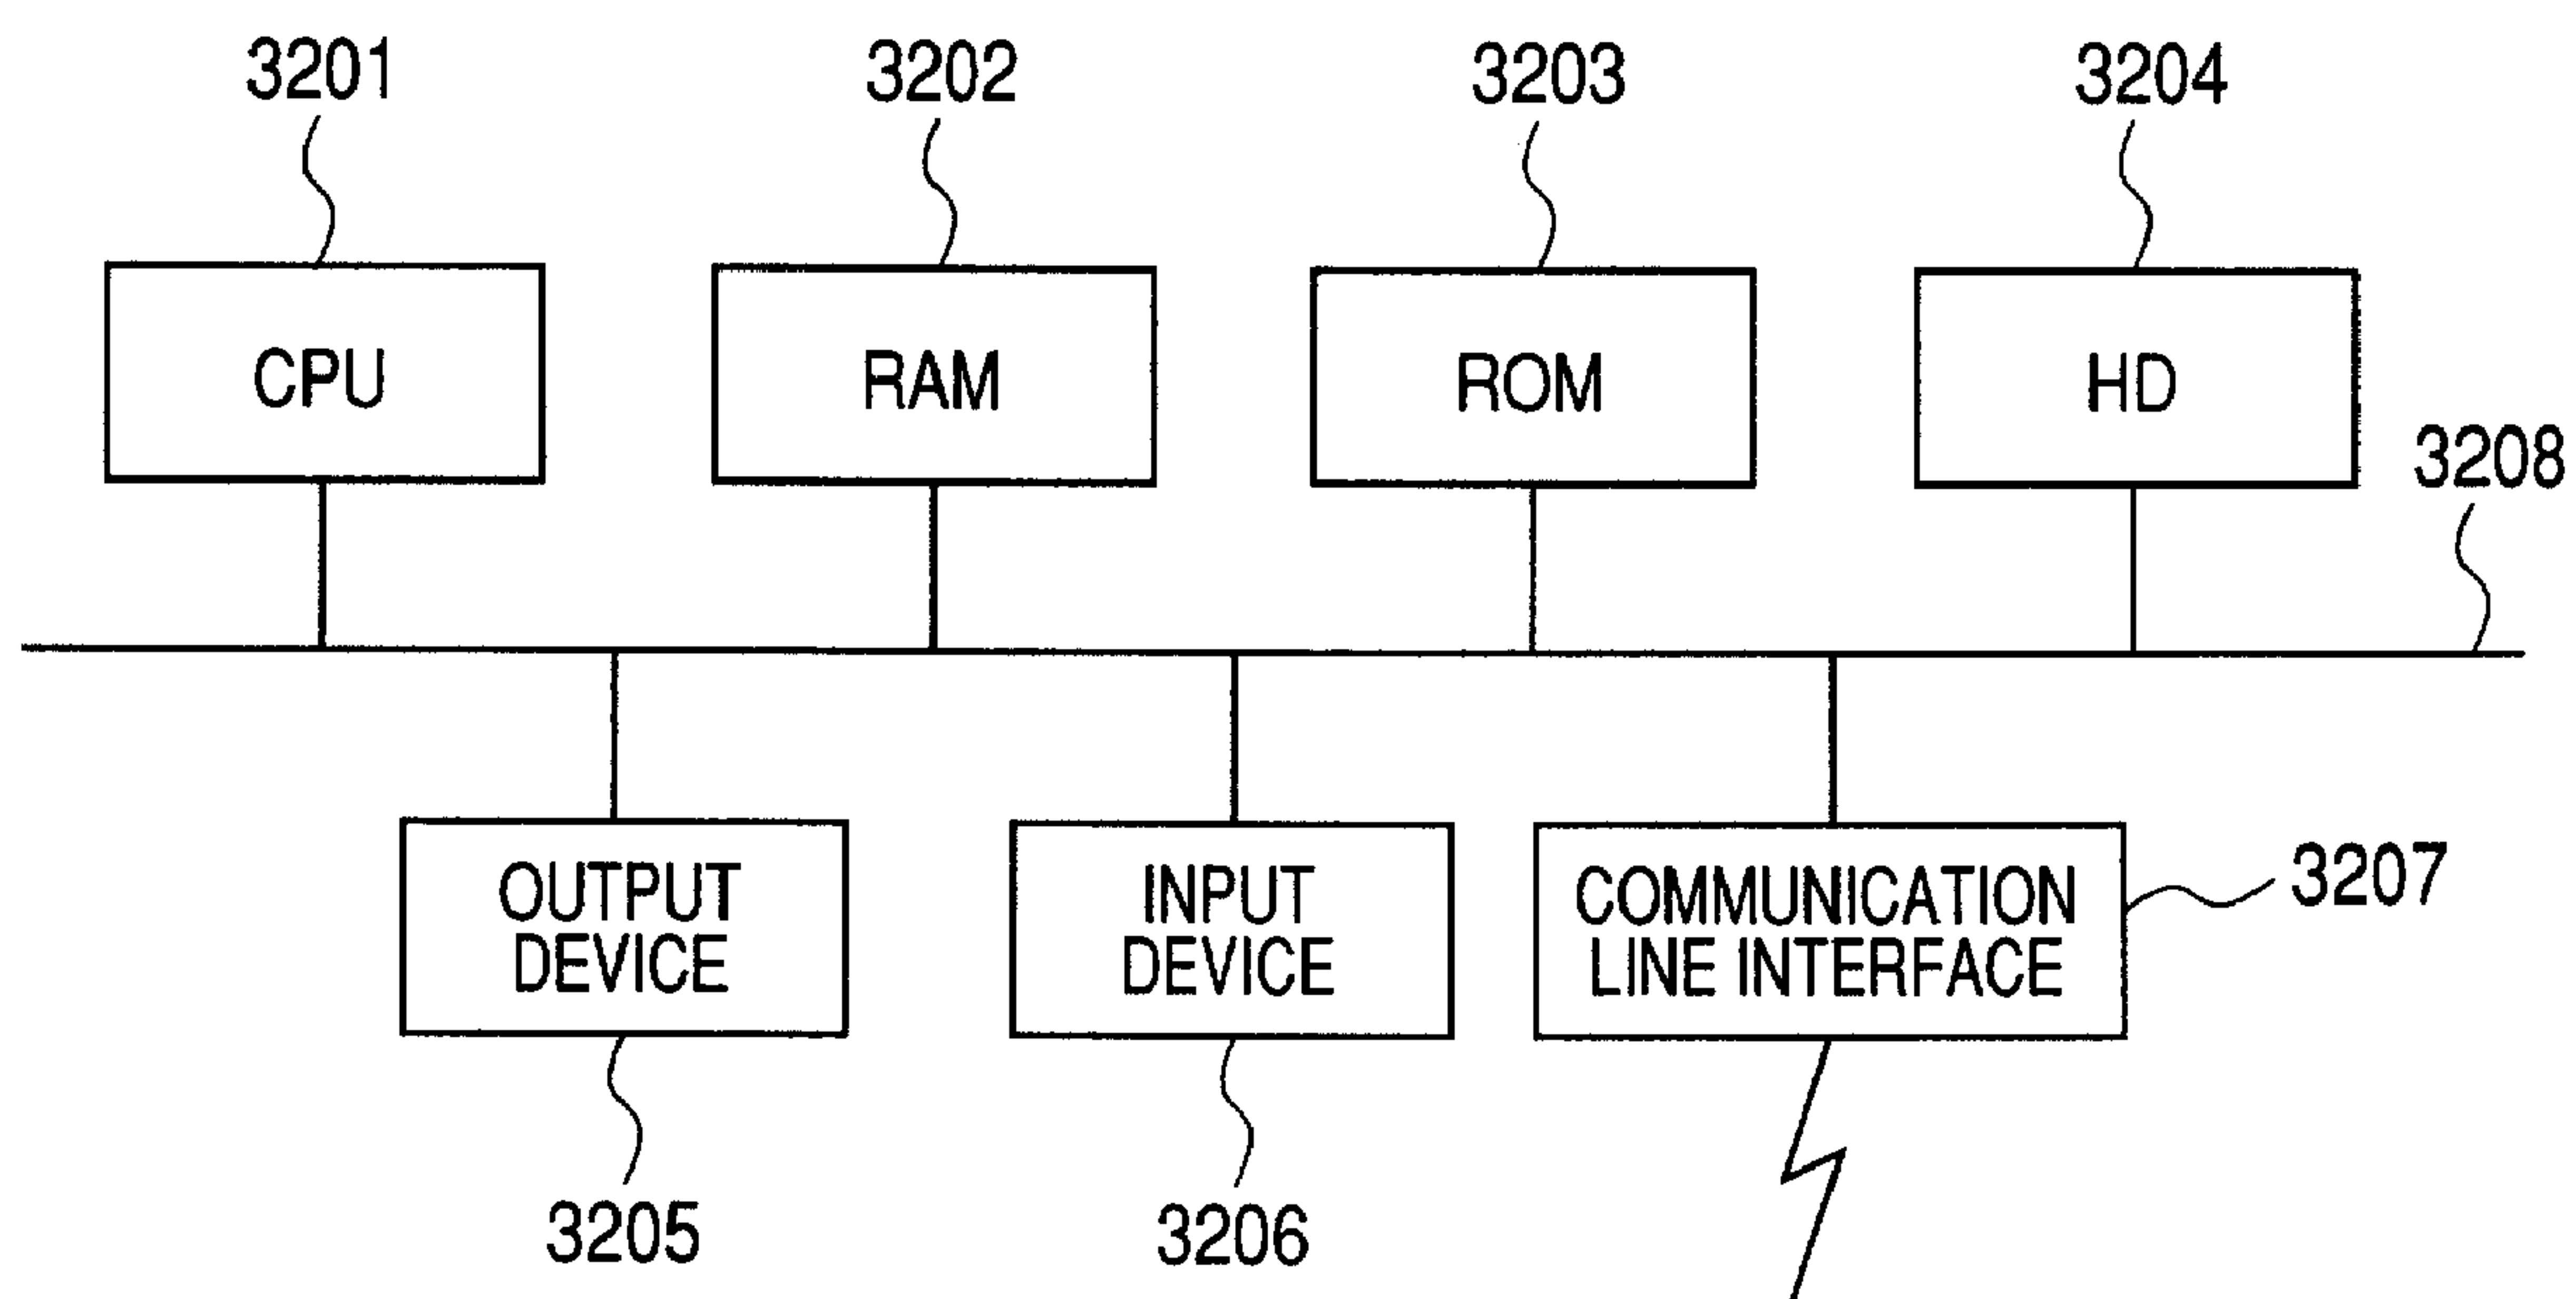 3201
3202
3203
3204
CPU
RAM
ROM
HD
3208
OUTPUT
DEVICE
INPUT
DEVICE
COMMUNICATION
LINE INTERFACE
3207
3205
3206